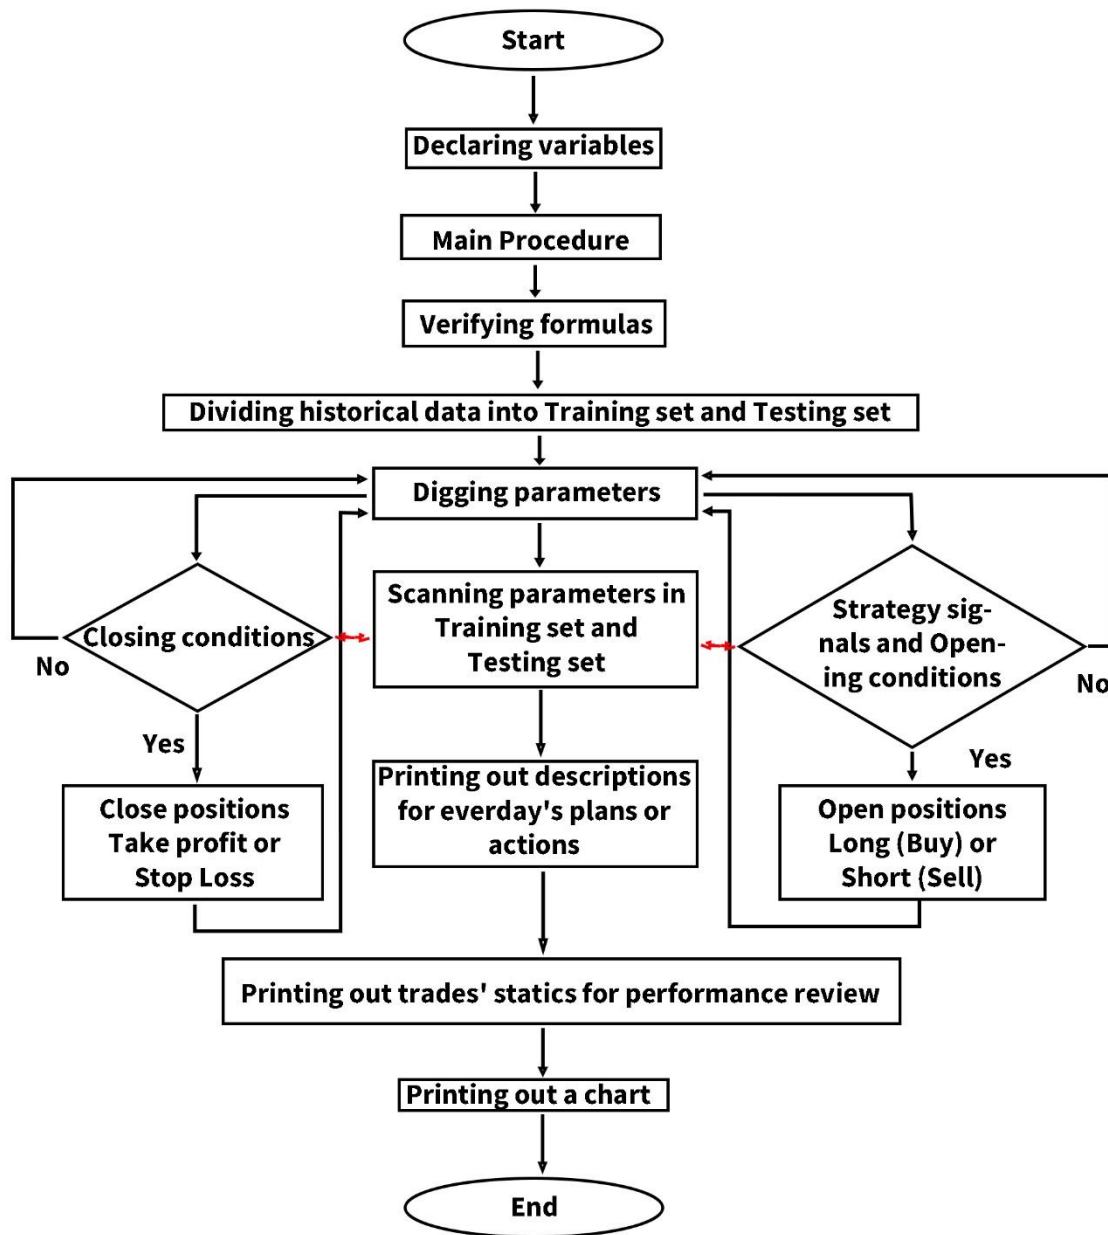 Start
Declaring variables
Main Procedure
Verifying formulas
Dividing historical data into Training set and Testing set
Digging parameters
Closing conditions
No
Yes
Close positions
Take profit or
Stop Loss
Scanning parameters in
Training set and
Testing set
Strategy sig-
nals and Open-
ing conditions
No
Yes
Open positions
Long (Buy) or
Short (Sell)
Printing out descriptions
for everday's plans or
actions
Printing out trades' statics for performance review
Printing out a chart
End